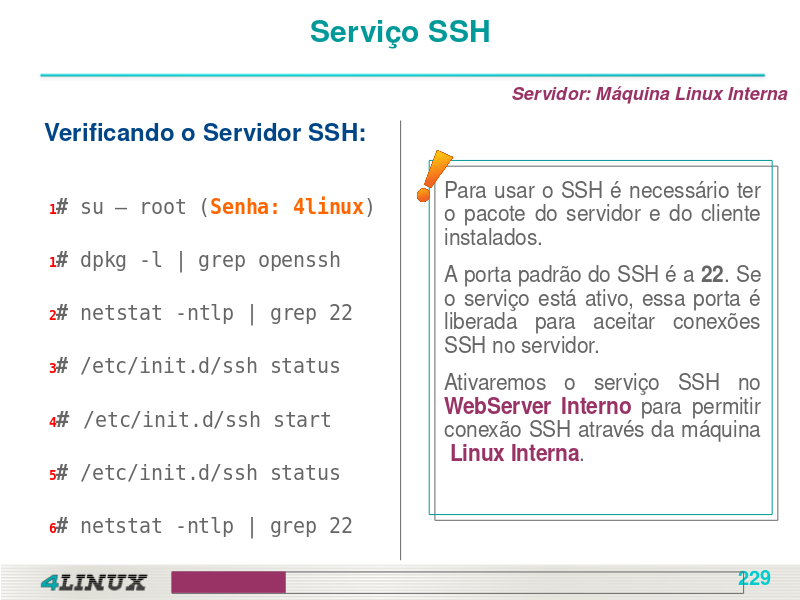 Serviço SSH
Servidor: Máquina Linux Interna
Verificando o Servidor SSH:
1# su – root (Senha: 4linux)
1# dpkg -l | grep openssh
2# netstat -ntlp | grep 22
3# /etc/init.d/ssh status
4# /etc/init.d/ssh start
5# /etc/init.d/ssh status
6# netstat -ntlp | grep 22
Para usar o SSH é necessário ter
o pacote do servidor e do cliente
instalados.
A porta padrão do SSH é a 22. Se
o serviço está ativo, essa porta é
liberada para aceitar conexões
SSH no servidor.
Ativaremos o serviço SSH no
WebServer Interno para permitir
conexão SSH através da máquina
Linux Interna.
4LINUX
229